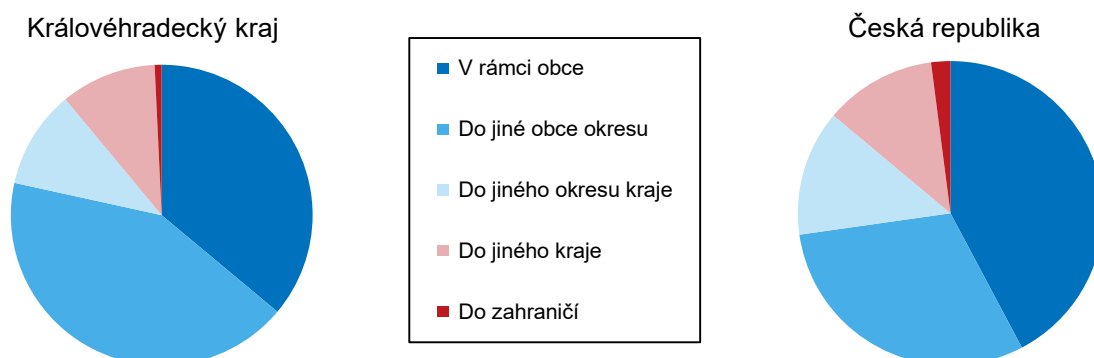 Královéhradecký kraj
V rámci obce
Do jiné obce okresu
Do jiného okresu kraje
Do jiného kraje
Do zahraničí
Česká republika